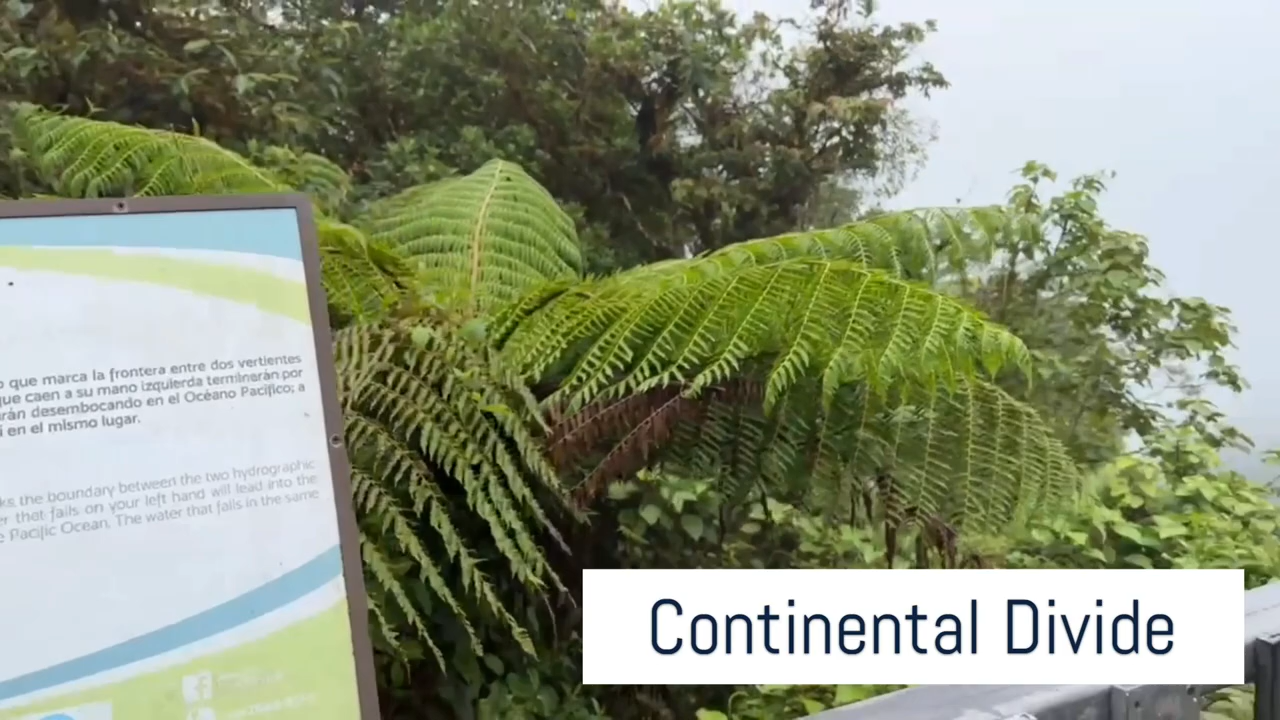 que marca la frontera entre dos vertientes
que caen a su mano izquierda terminarán por
rán desembocando en el Océano Pacífico; a
í en el mismo lugar.
ks the boundary between the two hydrographic
er that falls on your left hand will lead into the
e Pacific Ocean. The water that falls in the same
Continental Divide